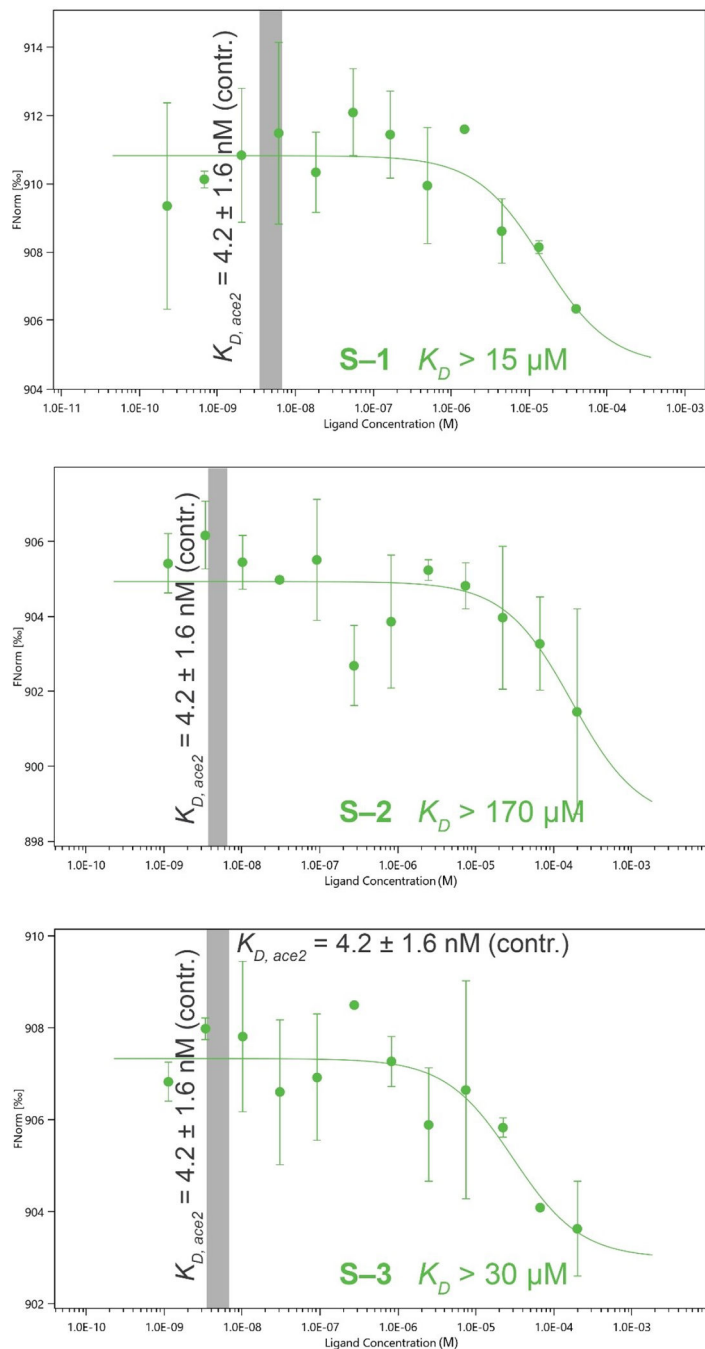 914
912
910
908
906
904
FNorm [‰]
K_D, ace2 = 4.2 ± 1.6 nM (contr.)
S–1 K_D > 15 µM
1.0E-11 1.0E-10 1.0E-09 1.0E-08 1.0E-07 1.0E-06 1.0E-05 1.0E-04 1.0E-03
Ligand Concentration (M)
906
904
902
900
898
FNorm [‰]
K_D, ace2 = 4.2 ± 1.6 nM (contr.)
S–2 K_D > 170 µM
1.0E-10 1.0E-09 1.0E-08 1.0E-07 1.0E-06 1.0E-05 1.0E-04 1.0E-03
Ligand Concentration (M)
910
908
906
904
902
FNorm [‰]
K_D, ace2 = 4.2 ± 1.6 nM (contr.)
K_D, ace2 = 4.2 ± 1.6 nM (contr.)
S–3 K_D > 30 µM
1.0E-10 1.0E-09 1.0E-08 1.0E-07 1.0E-06 1.0E-05 1.0E-04 1.0E-03
Ligand Concentration (M)